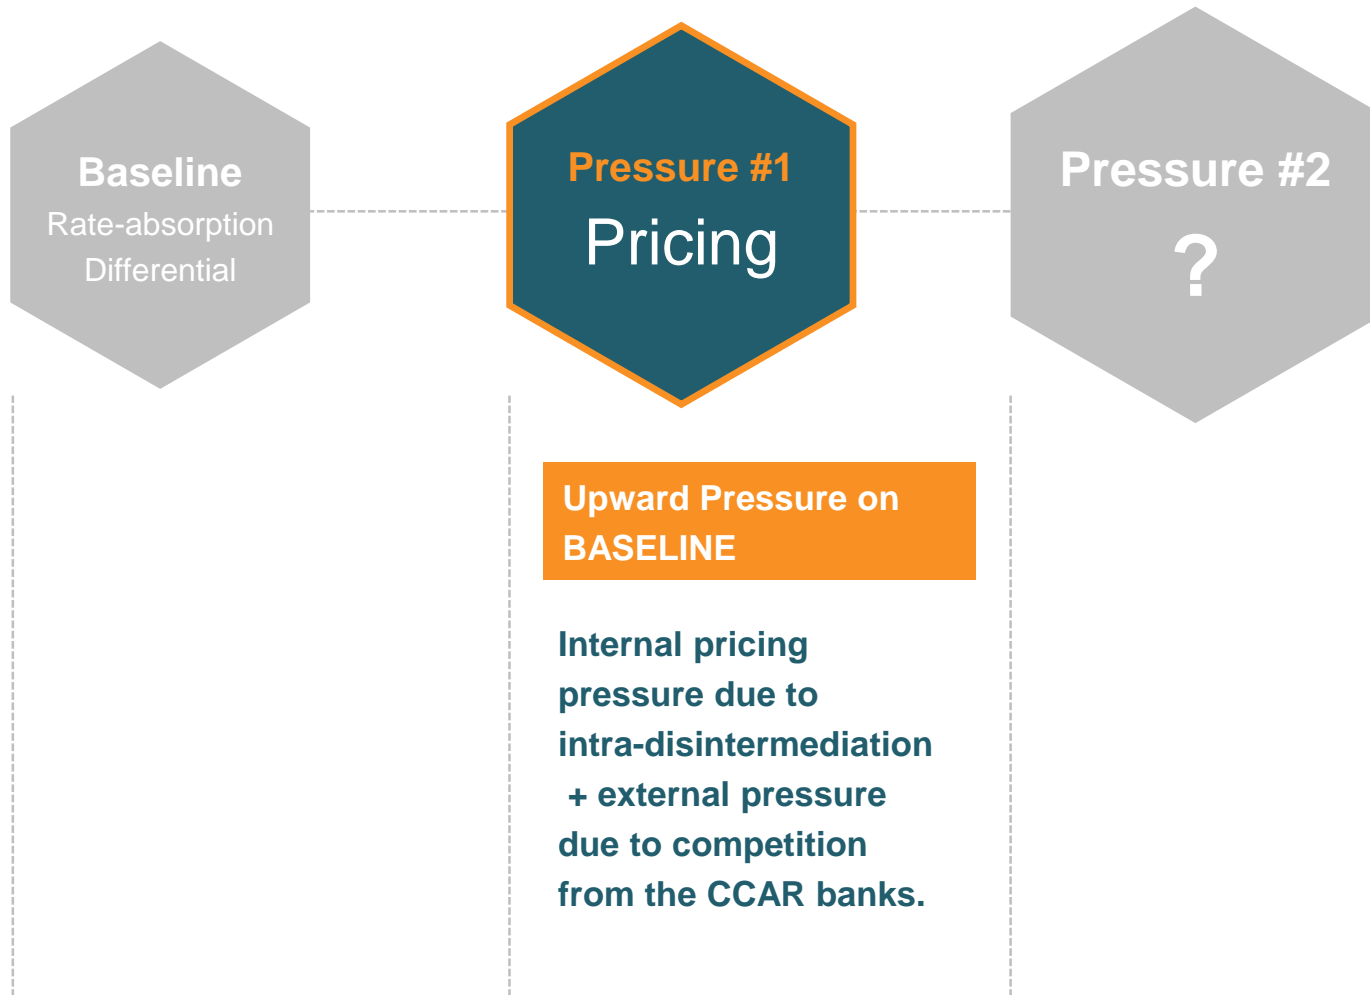 Baseline
Rate-absorption
Differential
Pressure #1
Pricing
Pressure #2
?
Upward Pressure on
BASELINE
Internal pricing
pressure due to
intra-disintermediation
+ external pressure
due to competition
from the CCAR banks.